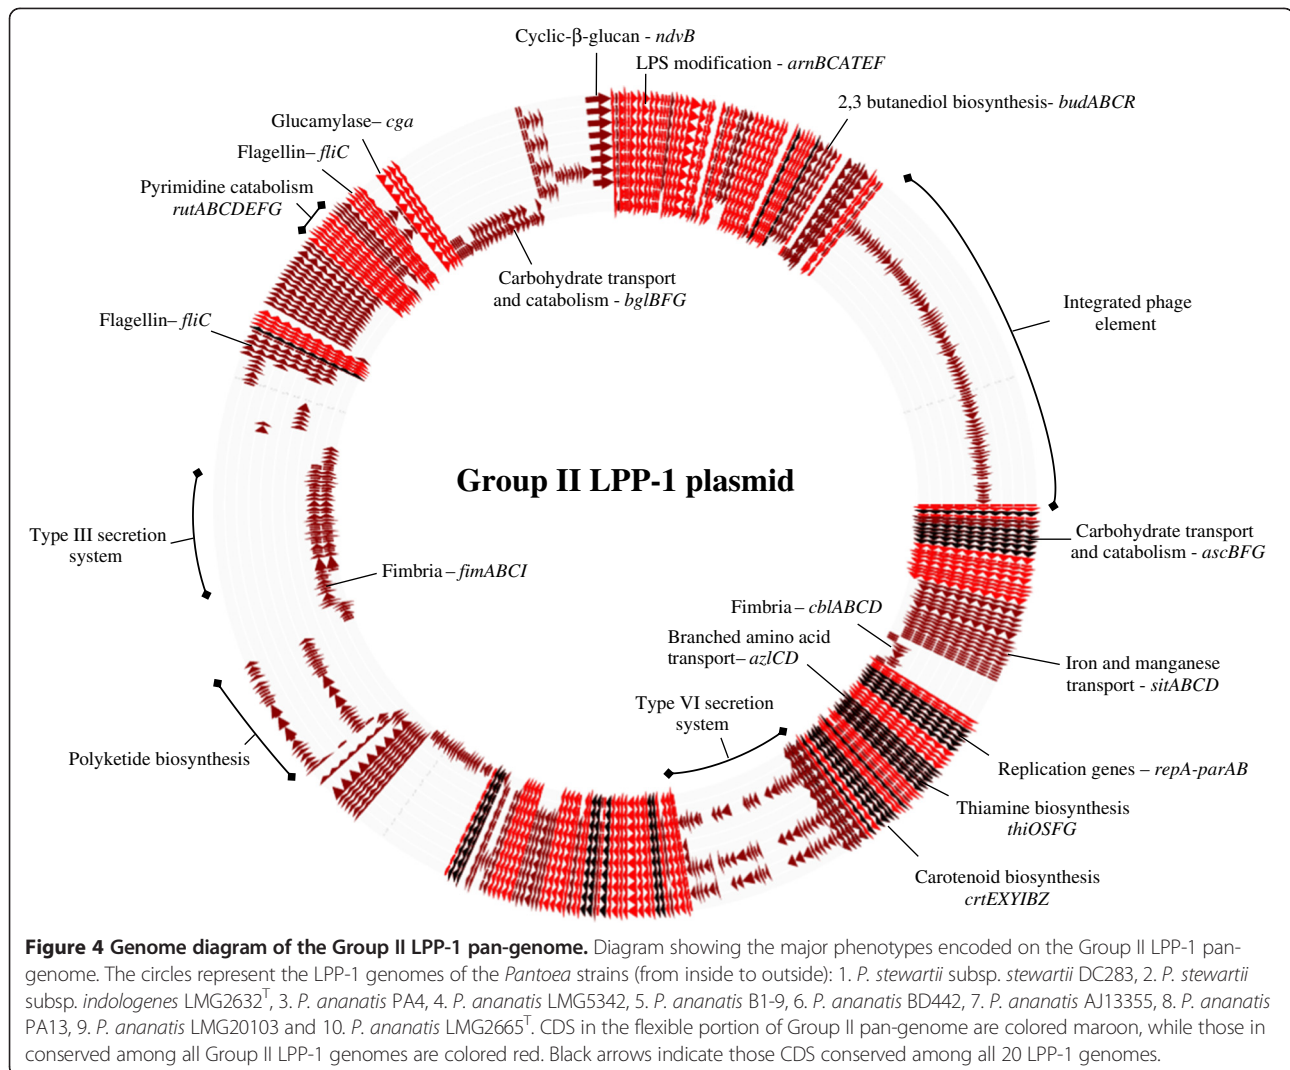 Cyclic-β-glucan - ndvB
LPS modification - arnBCATEF
2,3 butanediol biosynthesis- budABCR
Glucamylase– cga
Flagellin– fliC
Pyrimidine catabolism
rutABCDEFG
Carbohydrate transport
and catabolism - bglBFG
Integrated phage
element
Flagellin– fliC
Group II LPP-1 plasmid
Type III secretion
system
Carbohydrate transport
and catabolism - ascBFG
Fimbria – fimABCI
Fimbria – cblABCD
Branched amino acid
transport– azlCD
Iron and manganese
transport - sitABCD
Type VI secretion
system
Polyketide biosynthesis
Replication genes – repA-parAB
Thiamine biosynthesis
thiOSFG
Carotenoid biosynthesis
crtEXYIBZ
Figure 4 Genome diagram of the Group II LPP-1 pan-genome. Diagram showing the major phenotypes encoded on the Group II LPP-1 pan-
genome. The circles represent the LPP-1 genomes of the Pantoea strains (from inside to outside): 1. P. stewartii subsp. stewartii DC283, 2. P. stewartii
subsp. indologenes LMG2632T, 3. P. ananatis PA4, 4. P. ananatis LMG5342, 5. P. ananatis B1-9, 6. P. ananatis BD442, 7. P. ananatis AJ13355, 8. P. ananatis
PA13, 9. P. ananatis LMG20103 and 10. P. ananatis LMG2665T. CDS in the flexible portion of Group II pan-genome are colored maroon, while those in
conserved among all Group II LPP-1 genomes are colored red. Black arrows indicate those CDS conserved among all 20 LPP-1 genomes.